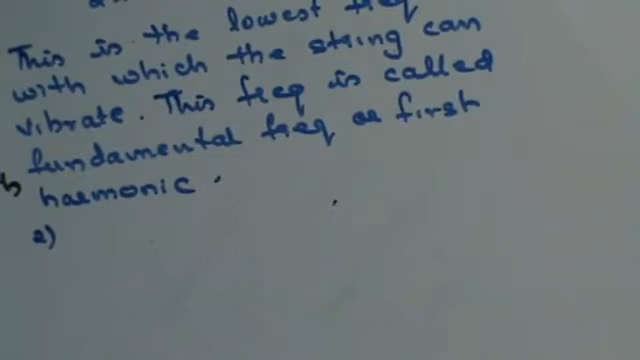 This is the lowest freq
with which the string can
vibrate. This freq is called
fundamental freq or first
harmonic.
2)